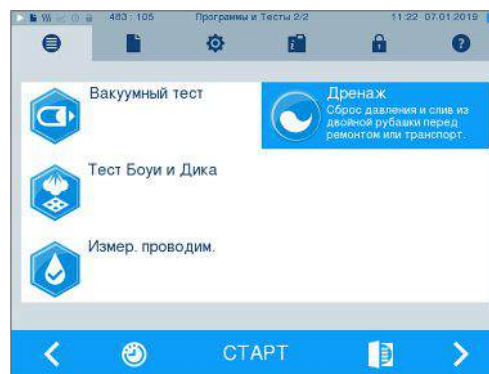 483 : 105 Программы и Тесты 2/2 11:22 07.01.2019
Вакуумный тест
Дренаж
Сброс давления и слив из
двойной рубашки перед
ремонтом или транспорт.
Тест Боуи и Дика
Измер. проводим.
СТАРТ